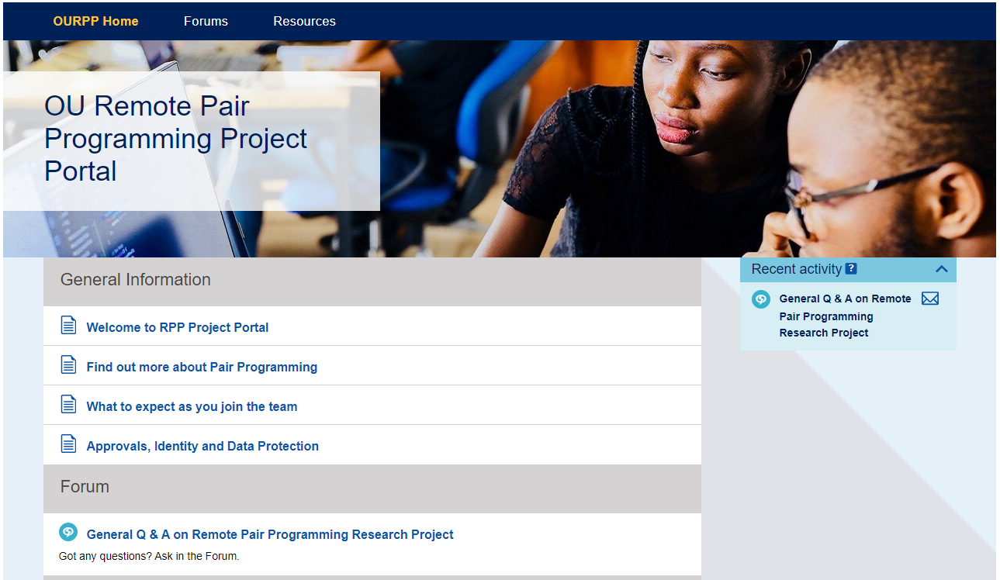 OURPP Home Forums Resources
OU Remote Pair
Programming Project
Portal
General Information
Welcome to RPP Project Portal
Find out more about Pair Programming
What to expect as you join the team
Approvals, Identity and Data Protection
Forum
General Q & A on Remote Pair Programming Research Project
Got any questions? Ask in the Forum.
Recent activity ?
General Q & A on Remote
Pair Programming
Research Project